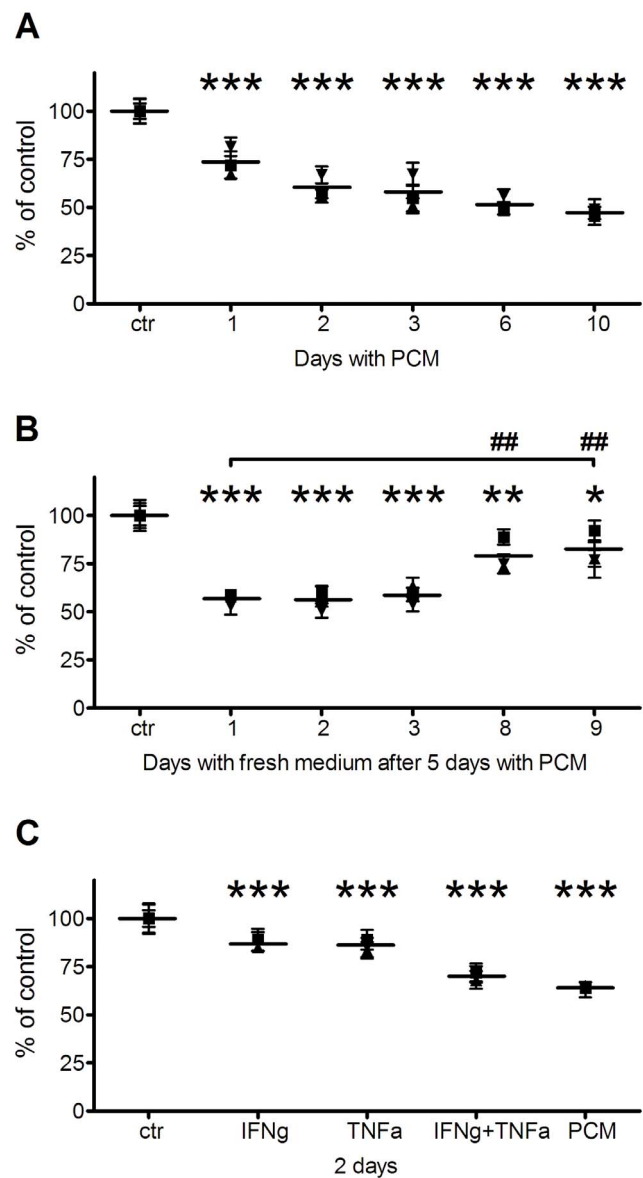 A
*** *** *** *** ***
100
75
50
25
0
% of control
ctr 1 2 3 6 10
Days with PCM
B
## ##
*** *** *** ** *
100
75
50
25
0
% of control
ctr 1 2 3 8 9
Days with fresh medium after 5 days with PCM
C
*** *** *** ***
100
75
50
25
0
% of control
ctr IFNg TNFa IFNg+TNFa PCM
2 days